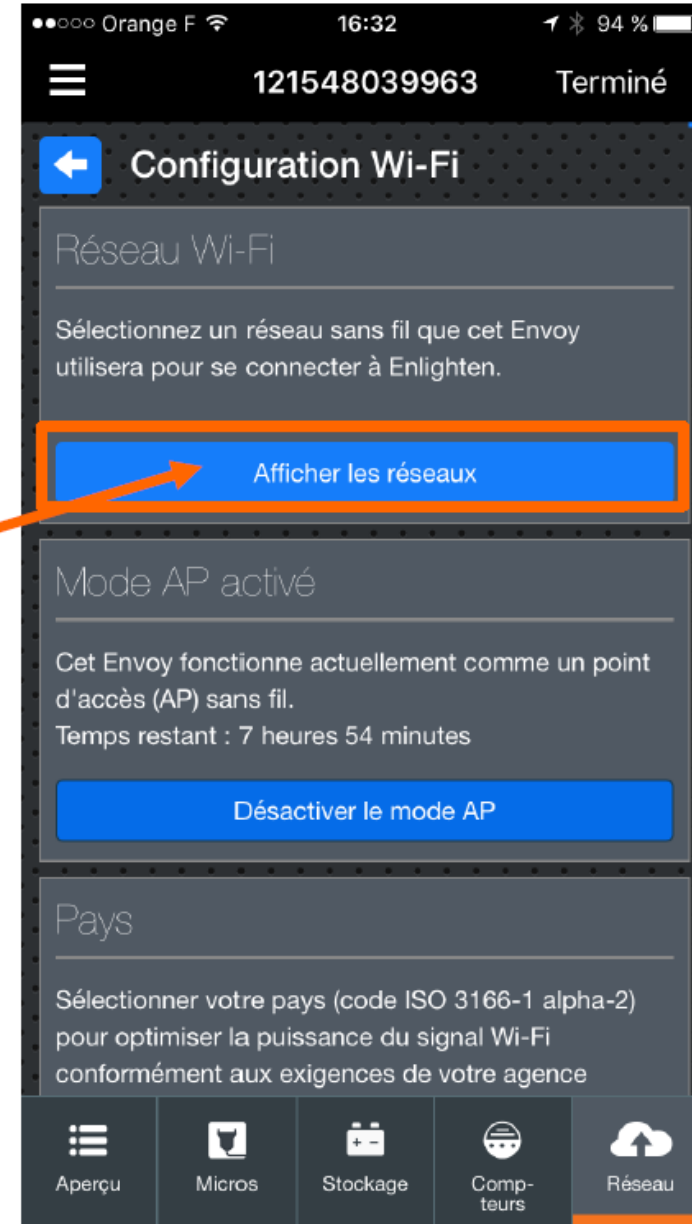 Orange F 16:32 94 %
121548039963 Terminé
Configuration Wi-Fi
Réseau Wi-Fi
Sélectionnez un réseau sans fil que cet Envoy
utilisera pour se connecter à Enlighten.
Afficher les réseaux
Mode AP activé
Cet Envoy fonctionne actuellement comme un point
d'accès (AP) sans fil.
Temps restant : 7 heures 54 minutes
Désactiver le mode AP
Pays
Sélectionner votre pays (code ISO 3166-1 alpha-2)
pour optimiser la puissance du signal Wi-Fi
conformément aux exigences de votre agence
Aperçu Micros Stockage Comp-
teurs Réseau